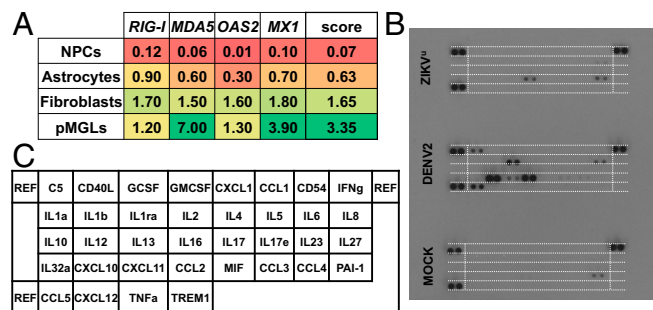 A
RIG-I MDA5 OAS2 MX1 score
NPCs 0.12 0.06 0.01 0.10 0.07
Astrocytes 0.90 0.60 0.30 0.70 0.63
Fibroblasts 1.70 1.50 1.60 1.80 1.65
pMGLs 1.20 7.00 1.30 3.90 3.35
C
REF C5 CD40L GCSF GMCSF CXCL1 CCL1 CD54 IFNg REF
IL1a IL1b IL1ra IL2 IL4 IL5 IL6 IL8
IL10 IL12 IL13 IL16 IL17 IL17e IL23 IL27
IL32a CXCL10 CXCL11 CCL2 MIF CCL3 CCL4 PAI-1
REF CCL5 CXCL12 TNFa TREM1
B
ZIKVᵘ
DENV2
MOCK